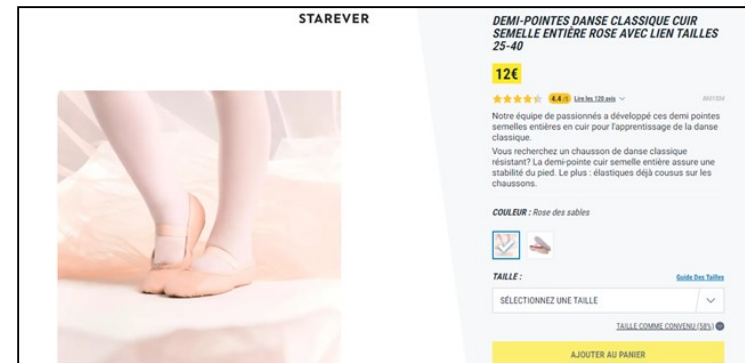 STAREVER
DEMI-POINTES DANSE CLASSIQUE CUIR
SEMELLE ENTIÈRE ROSE AVEC LIEN TAILLES
25-40
12€
4.4/5 Lire les 120 avis
Notre équipe de passionnés a développé ces demi pointes
semelles entières en cuir pour l'apprentissage de la danse
classique.
Vous recherchez un chausson de danse classique
résistant? La demi-pointe cuir semelle entière assure une
stabilité du pied. Le plus : élastiques déjà cousus sur les
chaussons.
COULEUR : Rose des sables
TAILLE :
Guide Des Tailles
SÉLECTIONNEZ UNE TAILLE
TAILLE COMME CONVENU (58%)
AJOUTER AU PANIER